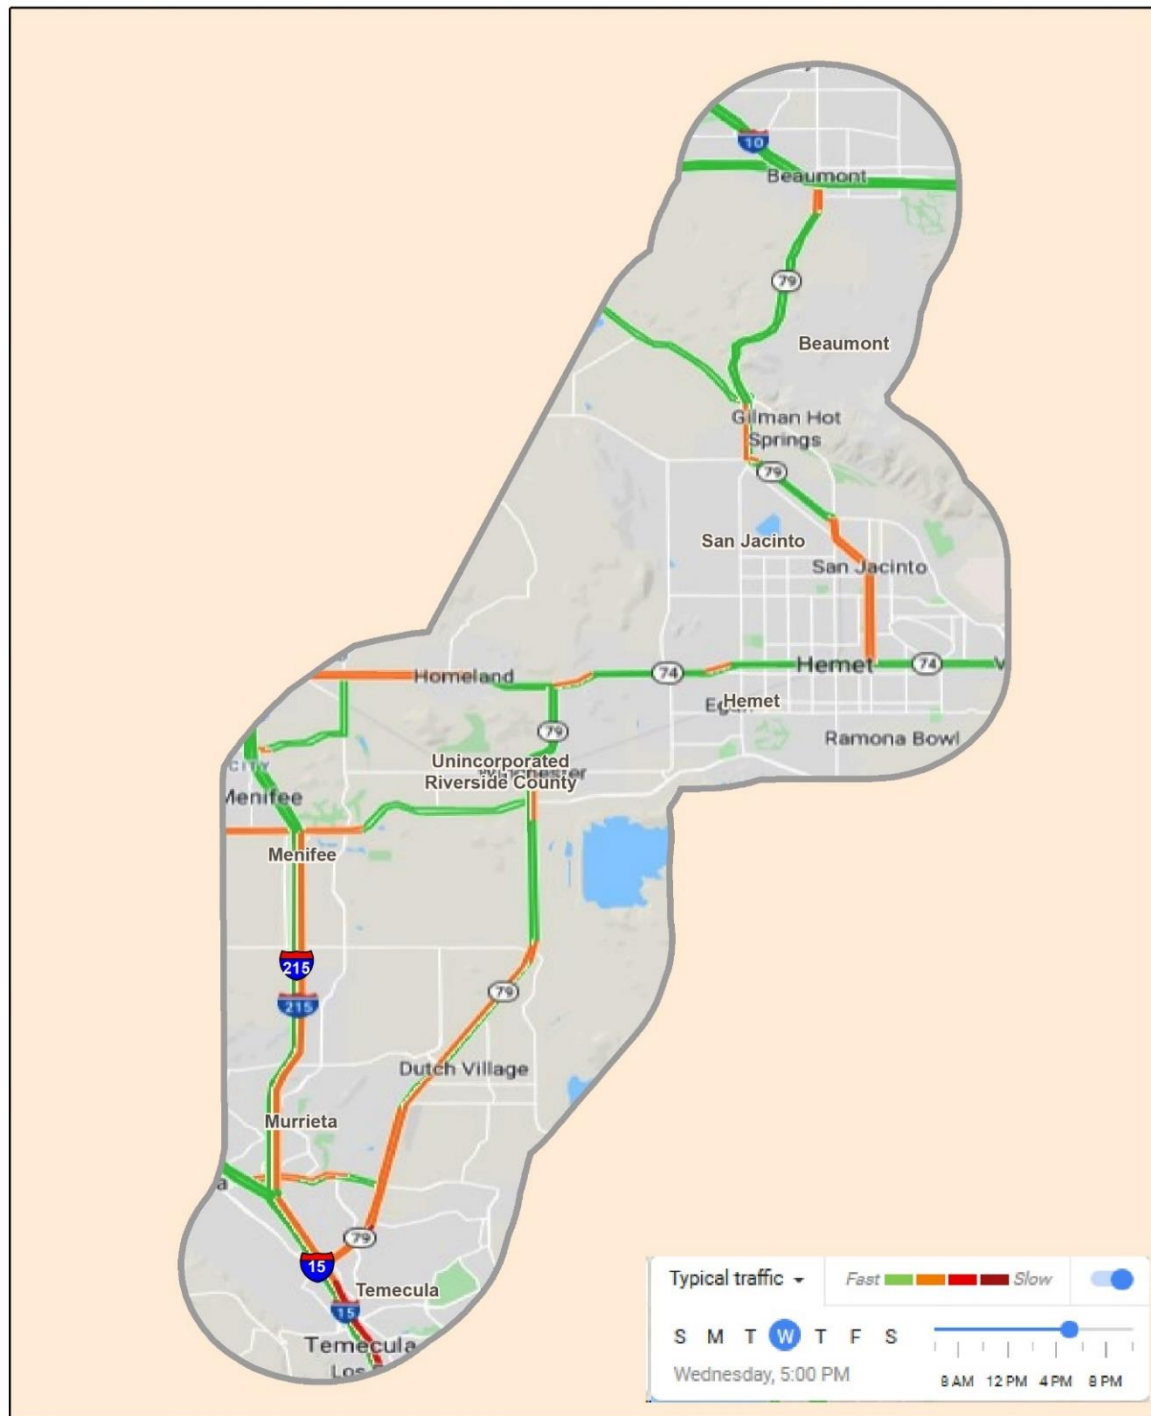 10
Beaumont
79
Beaumont
Gilman Hot
Springs
79
San Jacinto
San Jacinto
Homeland
74
Hemet
74
V
Hemet
79
Ramona Bowl
Unincorporated
Riverside County
CITY
Menifee
Menifee
215
79
215
Dutch Village
Murrieta
a
79
15
Temecula
15
Temecula
Los
Typical traffic
Fast
Slow
S M T W T F S
Wednesday, 5:00 PM
8 AM 12 PM 4 PM 8 PM